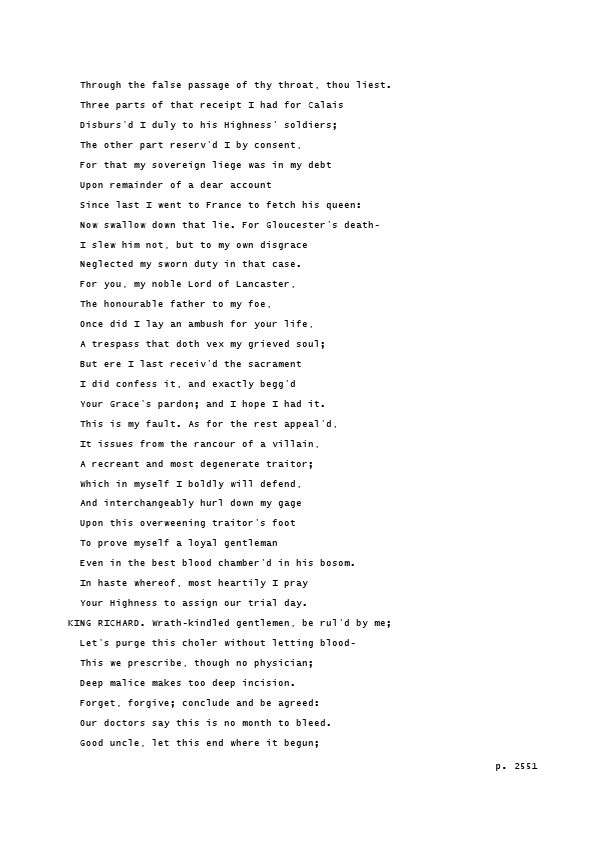 Through the false passage of thy throat, thou liest.
Three parts of that receipt I had for Calais
Disburs'd I duly to his Highness' soldiers;
The other part reserv'd I by consent,
For that my sovereign liege was in my debt
Upon remainder of a dear account
Since last I went to France to fetch his queen:
Now swallow down that lie. For Gloucester's death-
I slew him not, but to my own disgrace
Neglected my sworn duty in that case.
For you, my noble Lord of Lancaster,
The honourable father to my foe,
Once did I lay an ambush for your life,
A trespass that doth vex my grieved soul;
But ere I last receiv'd the sacrament
I did confess it, and exactly begg'd
Your Grace's pardon; and I hope I had it.
This is my fault. As for the rest appeal'd,
It issues from the rancour of a villain,
A recreant and most degenerate traitor;
Which in myself I boldly will defend,
And interchangeably hurl down my gage
Upon this overweening traitor's foot
To prove myself a loyal gentleman
Even in the best blood chamber'd in his bosom.
In haste whereof, most heartily I pray
Your Highness to assign our trial day.
KING RICHARD. Wrath-kindled gentlemen, be rul'd by me;
Let's purge this choler without letting blood-
This we prescribe, though no physician;
Deep malice makes too deep incision.
Forget, forgive; conclude and be agreed:
Our doctors say this is no month to bleed.
Good uncle, let this end where it begun;
p. 2551